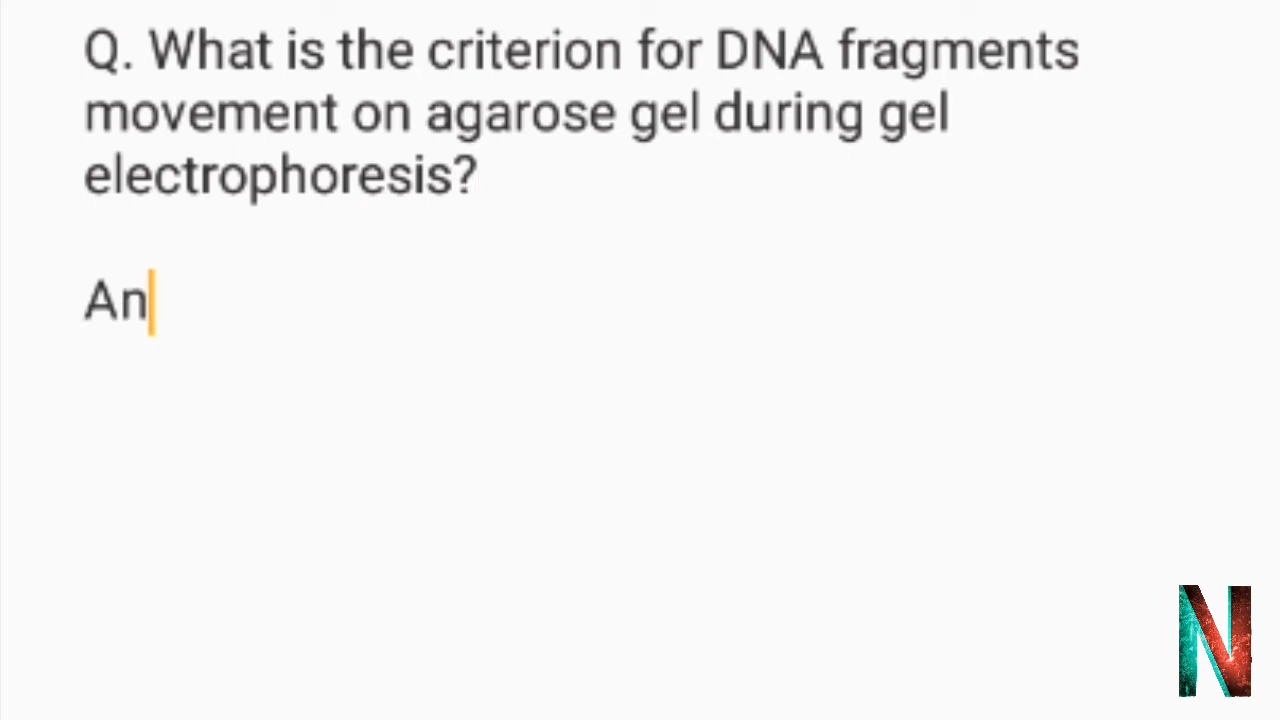 Q. What is the criterion for DNA fragments
movement on agarose gel during gel
electrophoresis?
An
N